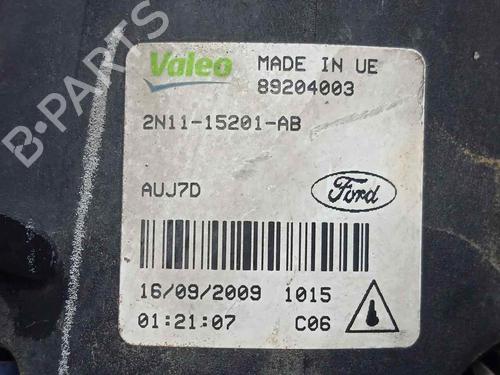 B-PARTS
Valeo MADE IN UE
89204003
2N11-15201-AB
AUJ7D Ford
16/09/2009 1015
01:21:07 C06